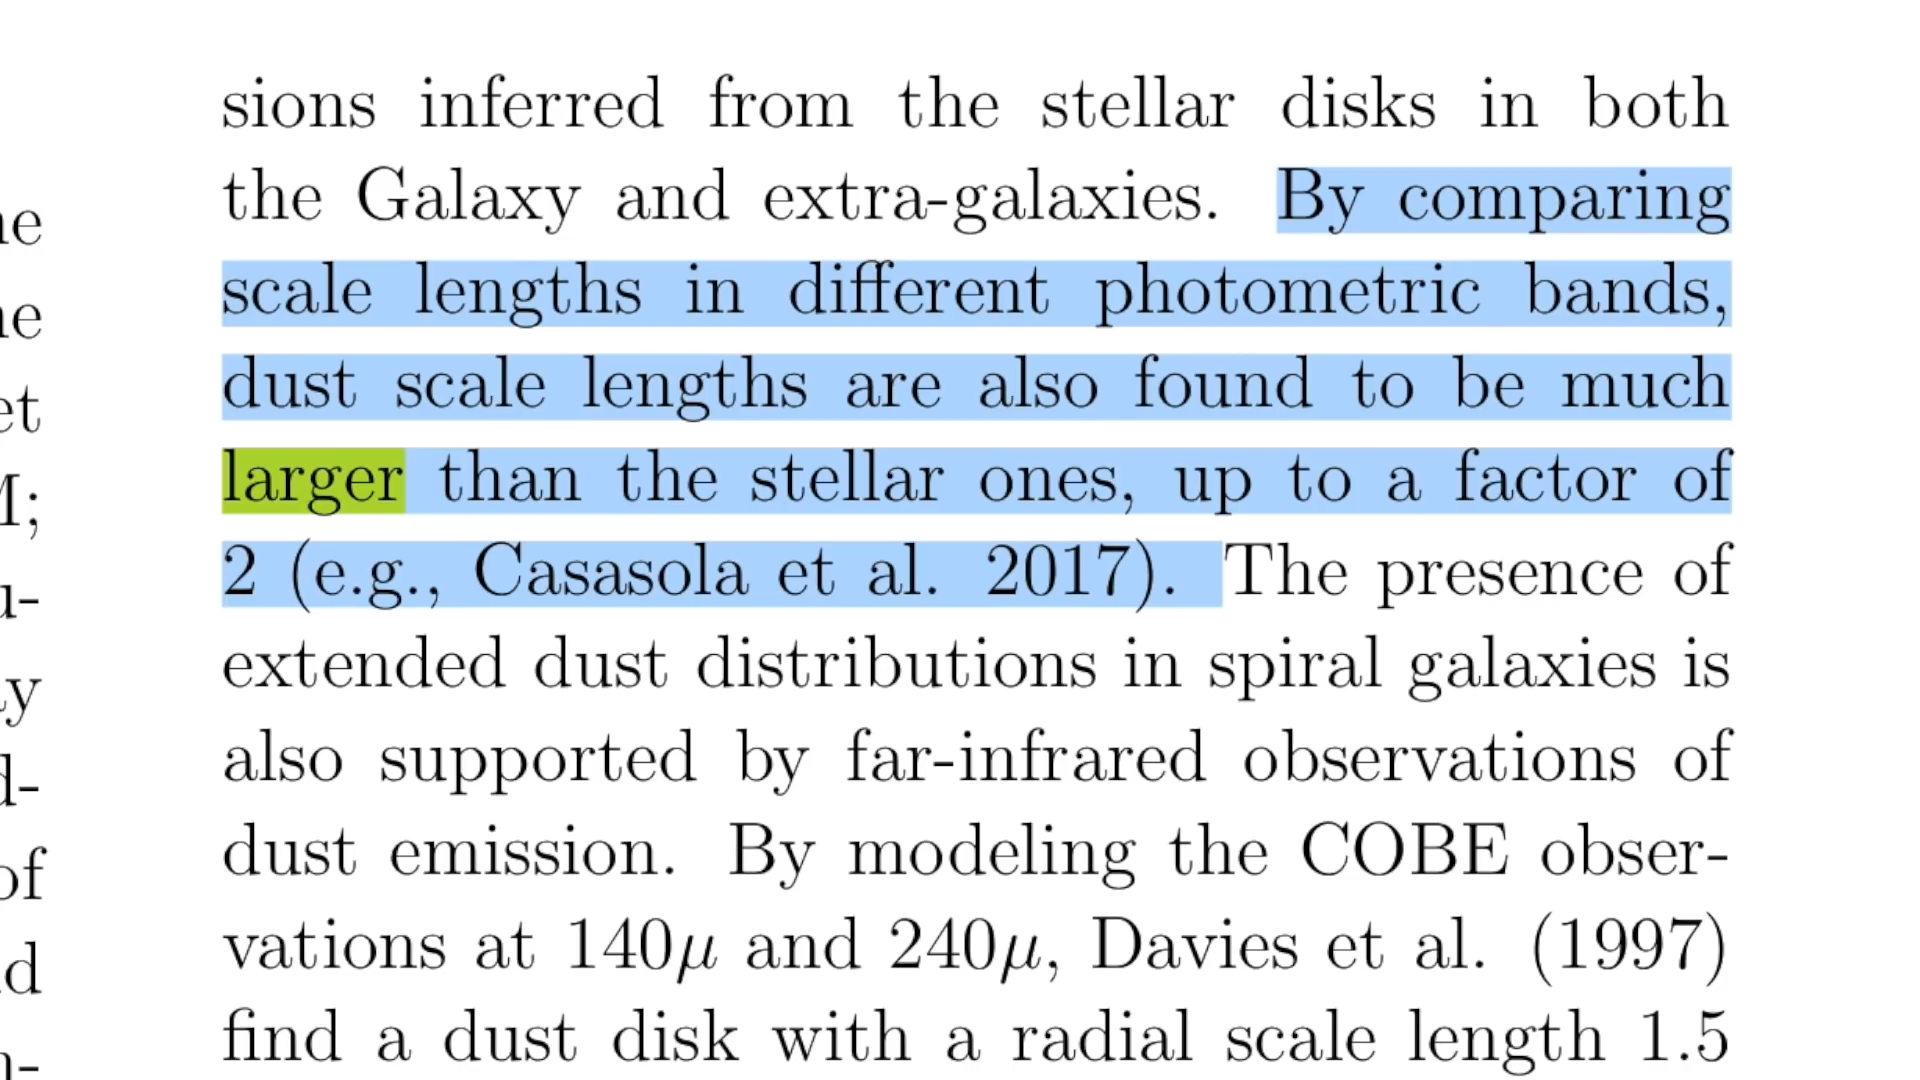 sions inferred from the stellar disks in both
the Galaxy and extra-galaxies. By comparing
scale lengths in different photometric bands,
dust scale lengths are also found to be much
larger than the stellar ones, up to a factor of
2 (e.g., Casasola et al. 2017). The presence of
extended dust distributions in spiral galaxies is
also supported by far-infrared observations of
dust emission. By modeling the COBE obser-
vations at 140μ and 240μ, Davies et al. (1997)
find a dust disk with a radial scale length 1.5